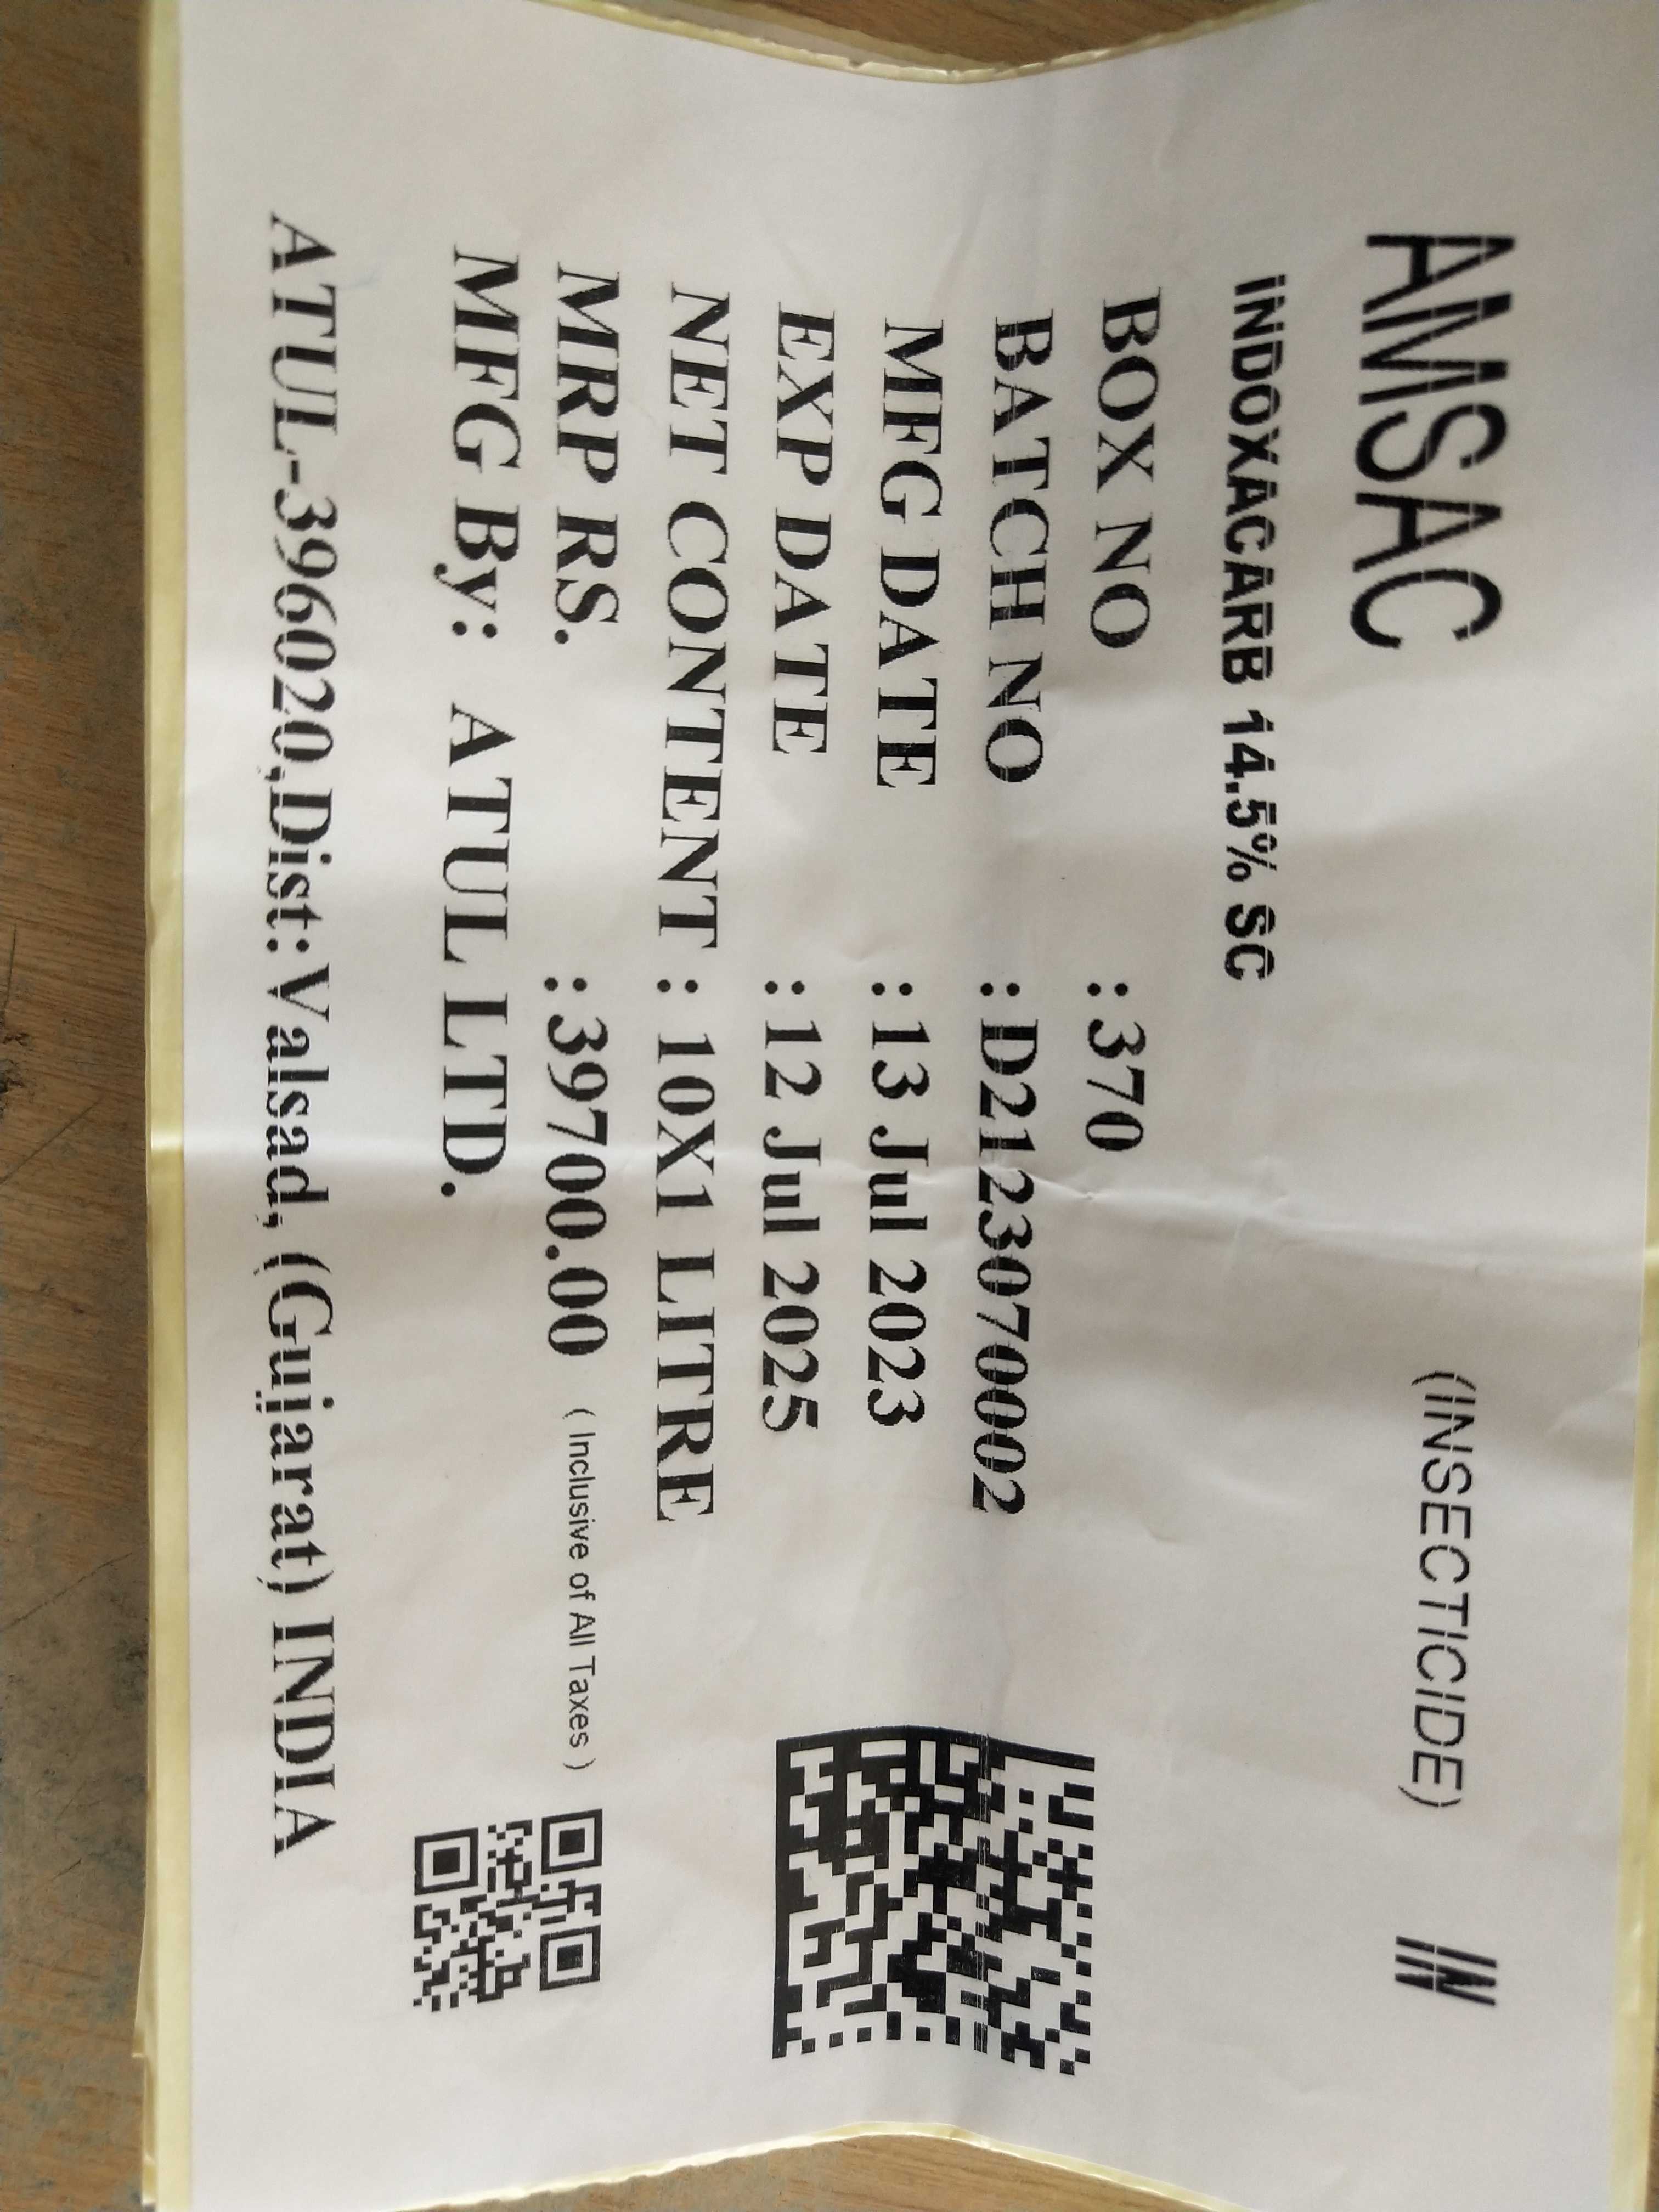 AMSAC (INSECTICIDE) IN
INDOXACARB 14.5% SC
BOX NO : 370
BATCH NO : D2123070002
MFG DATE : 13 Jul 2023
EXP DATE : 12 Jul 2025
NET CONTENT : 10X1 LITRE
MRP RS. : 39700.00 ( Inclusive of All Taxes )
MFG By: ATUL LTD.
ATUL-396020,Dist:Valsad, (Gujarat) INDIA